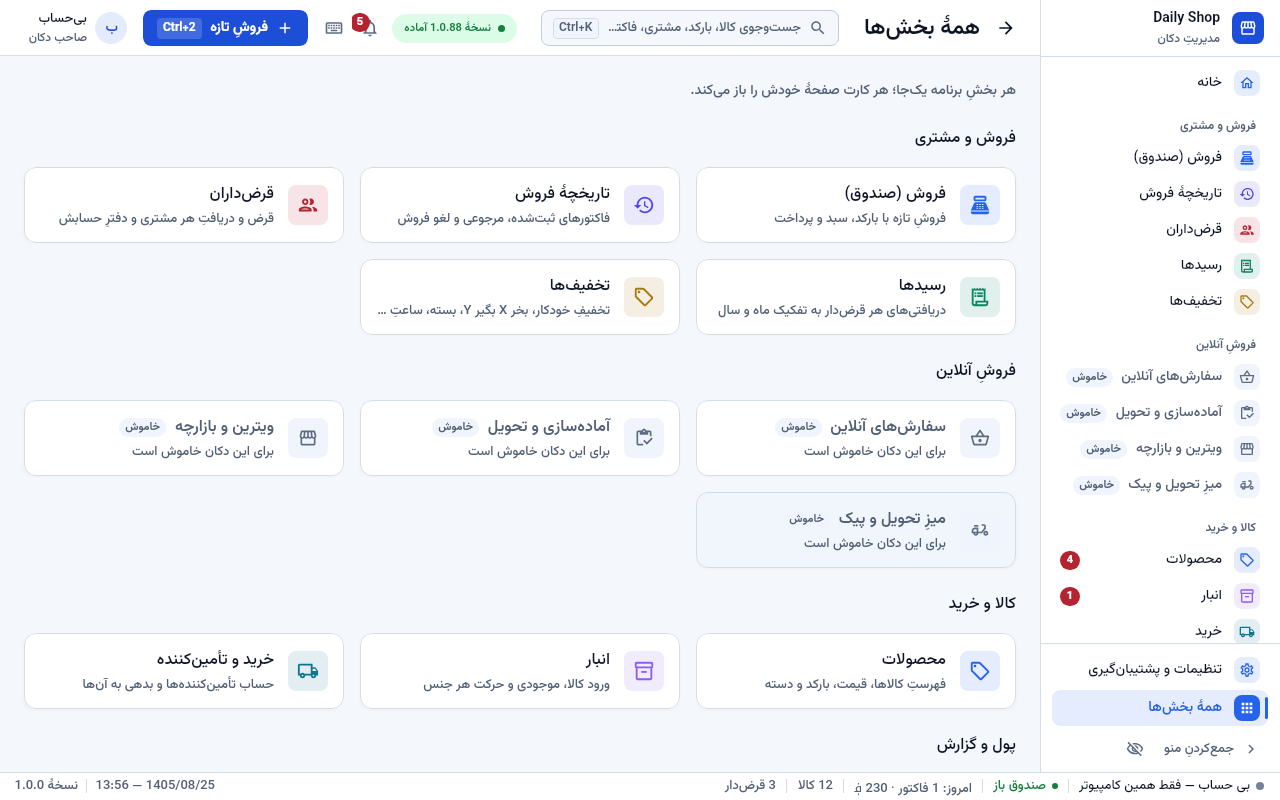 Daily Shop
مدیریتِ دکان
خانه
فروش و مشتری
فروش (صندوق)
تاریخچهٔ فروش
قرض‌داران
رسیدها
تخفیف‌ها
فروشِ آنلاین
سفارش‌های آنلاین خاموش
آماده‌سازی و تحویل خاموش
ویترین و بازارچه خاموش
میزِ تحویل و پیک خاموش
کالا و خرید
محصولات 4
انبار 1
خرید
تنظیمات و پشتیبان‌گیری
همهٔ بخش‌ها
جمع‌کردنِ منو
همهٔ بخش‌ها
جست‌وجوی کالا، بارکد، مشتری، فاکت... Ctrl+K
نسخهٔ 1.0.88 آماده
5
فروشِ تازه Ctrl+2
بی‌حساب
صاحب دکان
ب
هر بخشِ برنامه یک‌جا؛ هر کارت صفحهٔ خودش را باز می‌کند.
فروش و مشتری
فروش (صندوق)
فروشِ تازه با بارکد، سبد و پرداخت
تاریخچهٔ فروش
فاکتورهای ثبت‌شده، مرجوعی و لغو فروش
قرض‌داران
قرض و دریافتِ هر مشتری و دفترِ حسابش
رسیدها
دریافتی‌های هر قرض‌دار به تفکیک ماه و سال
تخفیف‌ها
تخفیفِ خودکار، بخر X بگیر Y، بسته، ساعتِ ...
فروشِ آنلاین
سفارش‌های آنلاین خاموش
برای این دکان خاموش است
آماده‌سازی و تحویل خاموش
برای این دکان خاموش است
ویترین و بازارچه خاموش
برای این دکان خاموش است
میزِ تحویل و پیک خاموش
برای این دکان خاموش است
کالا و خرید
محصولات
فهرستِ کالاها، قیمت، بارکد و دسته
انبار
ورود کالا، موجودی و حرکت هر جنس
خرید و تأمین‌کننده
حساب تأمین‌کننده‌ها و بدهی به آن‌ها
پول و گزارش
بی حساب — فقط همین کامپیوتر
صندوق باز
امروز: 1 فاکتور · 230
12 کالا
3 قرض‌دار
1405/08/25 — 13:56
نسخهٔ 1.0.0